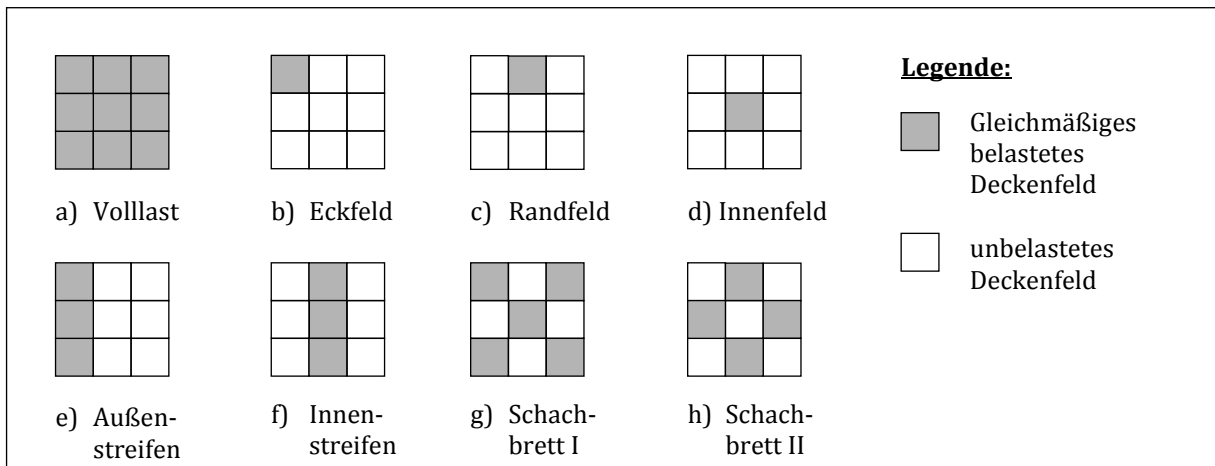 a) Volllast
b) Eckfeld
c) Randfeld
d) Innenfeld
e) Außen-
streifen
f) Innen-
streifen
g) Schach-
brett I
h) Schach-
brett II
Legende:
Gleichmäßiges
belastetes
Deckenfeld
unbelastetes
Deckenfeld